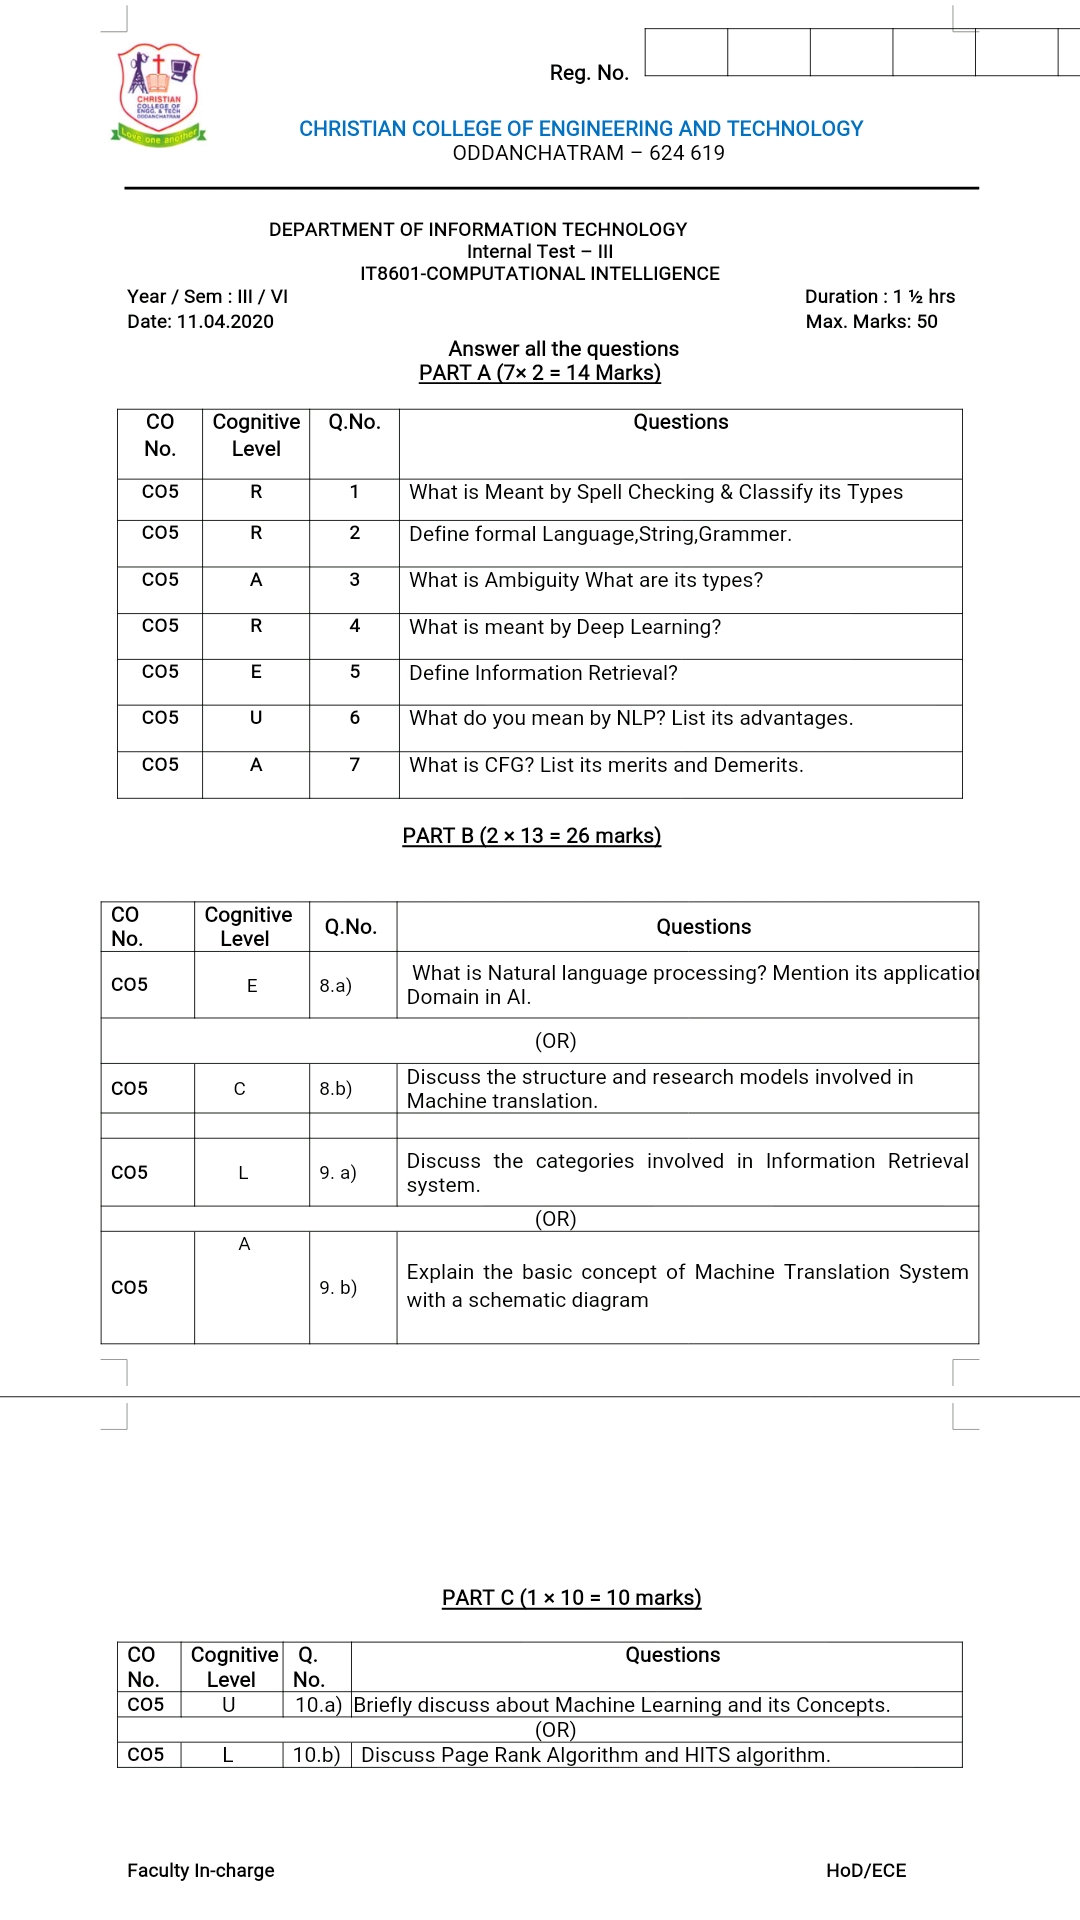 Reg. No.
CHRISTIAN
COLLEGE OF
ENGG. & TECH
ODDANCHATRAM
Love one another
CHRISTIAN COLLEGE OF ENGINEERING AND TECHNOLOGY
ODDANCHATRAM – 624 619
DEPARTMENT OF INFORMATION TECHNOLOGY
Internal Test – III
IT8601-COMPUTATIONAL INTELLIGENCE
Year / Sem : III / VI Duration : 1 ½ hrs
Date: 11.04.2020 Max. Marks: 50
Answer all the questions
PART A (7× 2 = 14 Marks)
CO No. Cognitive Level Q.No. Questions
CO5 R 1 What is Meant by Spell Checking & Classify its Types
CO5 R 2 Define formal Language,String,Grammer.
CO5 A 3 What is Ambiguity What are its types?
CO5 R 4 What is meant by Deep Learning?
CO5 E 5 Define Information Retrieval?
CO5 U 6 What do you mean by NLP? List its advantages.
CO5 A 7 What is CFG? List its merits and Demerits.
PART B (2 × 13 = 26 marks)
CO No. Cognitive Level Q.No. Questions
CO5 E 8.a) What is Natural language processing? Mention its application
Domain in AI.
(OR)
CO5 C 8.b) Discuss the structure and research models involved in
Machine translation.
CO5 L 9. a) Discuss the categories involved in Information Retrieval
system.
(OR)
CO5 A 9. b) Explain the basic concept of Machine Translation System
with a schematic diagram
PART C (1 × 10 = 10 marks)
CO No. Cognitive Level Q. No. Questions
CO5 U 10.a) Briefly discuss about Machine Learning and its Concepts.
(OR)
CO5 L 10.b) Discuss Page Rank Algorithm and HITS algorithm.
Faculty In-charge HoD/ECE